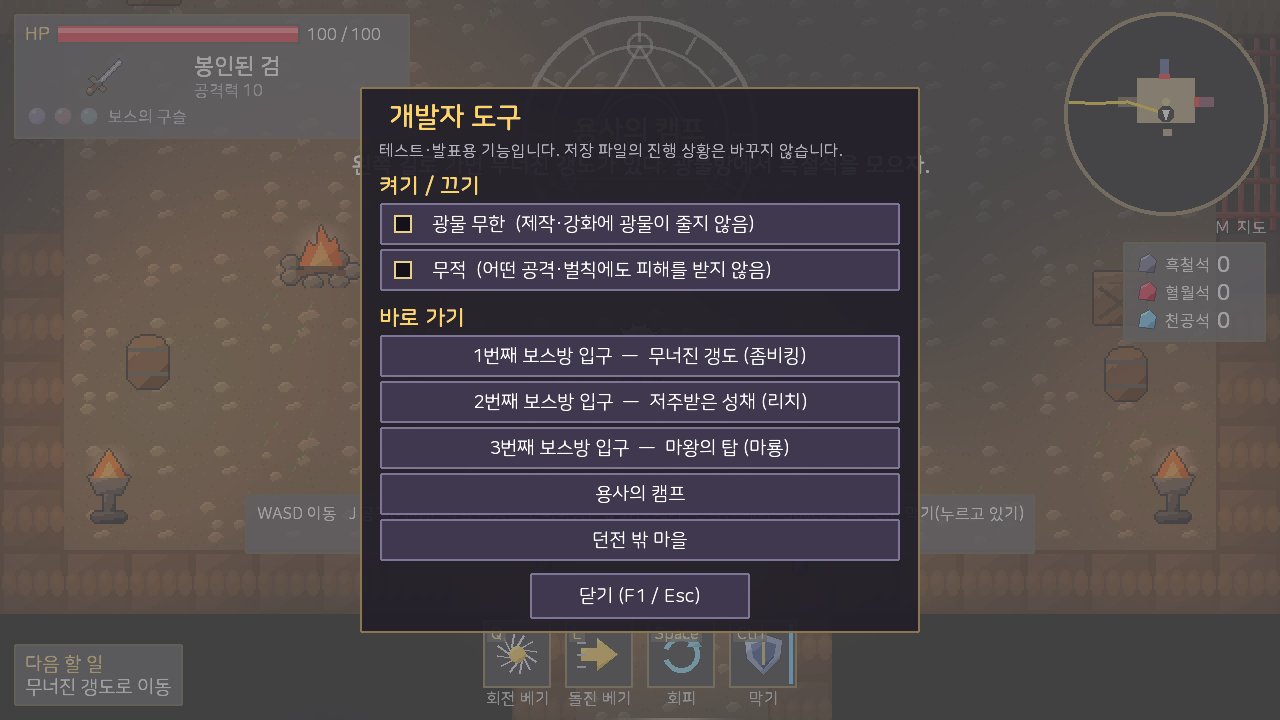 HP 100 / 100
봉인된 검
공격력 10
보스의 구슬
개발자 도구
테스트·발표용 기능입니다. 저장 파일의 진행 상황은 바꾸지 않습니다.
켜기 / 끄기
광물 무한 (제작·강화에 광물이 줄지 않음)
무적 (어떤 공격·벌칙에도 피해를 받지 않음)
바로 가기
1번째 보스방 입구 — 무너진 갱도 (좀비킹)
2번째 보스방 입구 — 저주받은 성채 (리치)
3번째 보스방 입구 — 마왕의 탑 (마룡)
용사의 캠프
던전 밖 마을
닫기 (F1 / Esc)
M 지도
흑철석 0
혈월석 0
천공석 0
WASD 이동 J
기(누르고 있기)
다음 할 일
무너진 갱도로 이동
Q
Space
Ctrl
회전 베기
돌진 베기
회피
막기